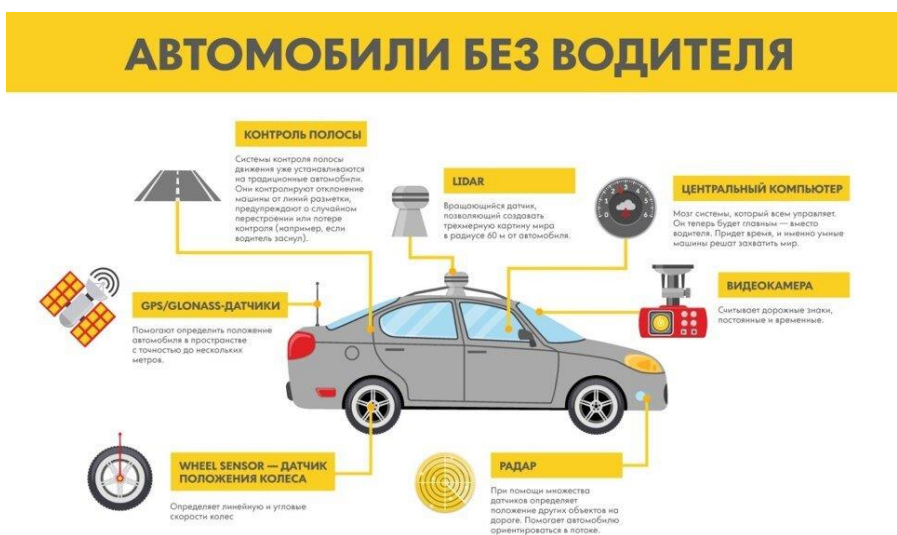 АВТОМОБИЛИ БЕЗ ВОДИТЕЛЯ
КОНТРОЛЬ ПОЛОСЫ
Системы контроля полосы
движения уже устанавливаются
на традиционные автомобили.
Они контролируют отклонение
машины от линий разметки,
предупреждают о случайном
перестроении или потере
контроля (например, если
водитель заснул).
LIDAR
Вращающийся датчик,
позволяющий создавать
трехмерную картину мира
в радиусе 60 м от автомобиля.
ЦЕНТРАЛЬНЫЙ КОМПЬЮТЕР
Мозг системы, который всем управляет.
Он теперь будет главным — вместо
водителя. Придет время, и именно умные
машины решат захватить мир.
GPS/GLONASS-ДАТЧИКИ
Помогают определить положение
автомобиля в пространстве
с точностью до нескольких
метров.
ВИДЕОКАМЕРА
Считывает дорожные знаки,
постоянные и временные.
WHEEL SENSOR — ДАТЧИК
ПОЛОЖЕНИЯ КОЛЕСА
Определяет линейную и угловые
скорости колес
РАДАР
При помощи множества
датчиков определяет
положение других объектов на
дороге. Помогает автомобилю
ориентироваться в потоке.